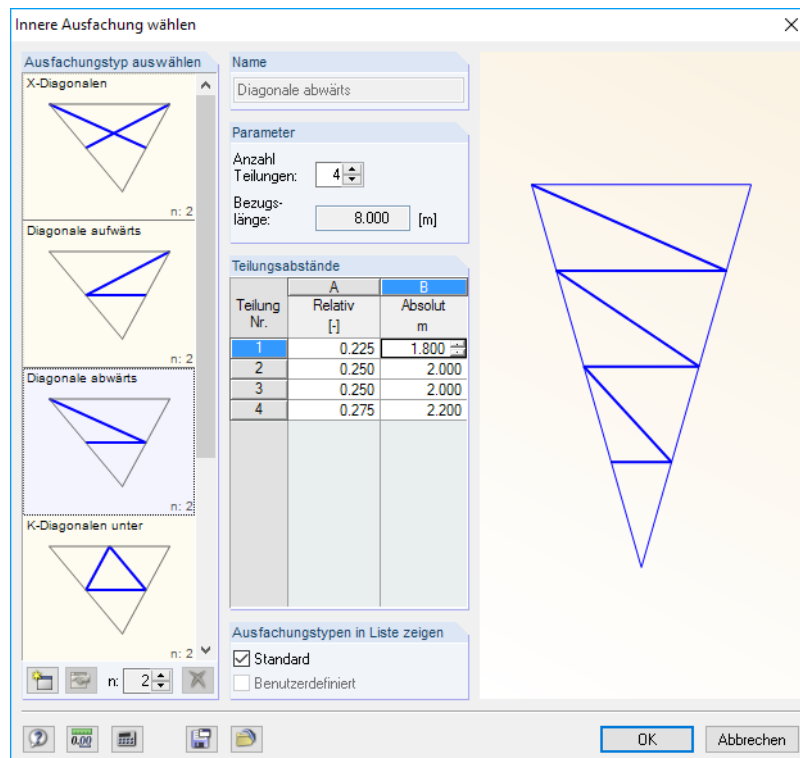 Innere Ausfachung wählen
Ausfachungstyp auswählen
X-Diagonalen
n: 2
Diagonale aufwärts
n: 2
Diagonale abwärts
n: 2
K-Diagonalen unter
n: 2
n: 2
Name
Diagonale abwärts
Parameter
Anzahl
Teilungen: 4
Bezugs-
länge: 8.000 [m]
Teilungsabstände
A B
Teilung Relativ Absolut
Nr. [-] m
1 0.225 1.800
2 0.250 2.000
3 0.250 2.000
4 0.275 2.200
Ausfachungstypen in Liste zeigen
Standard
Benutzerdefiniert
0.00
OK Abbrechen